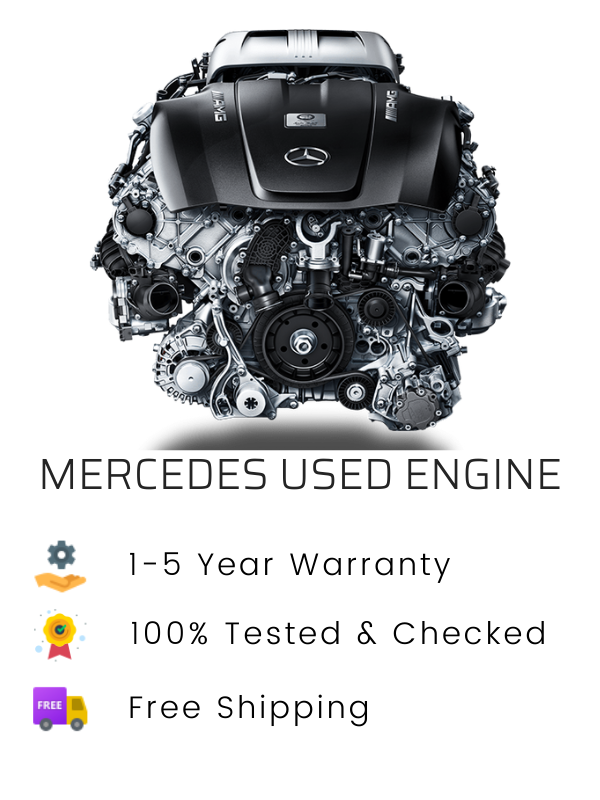 AMG
AMG
MERCEDES USED ENGINE
1-5 Year Warranty
100% Tested & Checked
FREE
Free Shipping